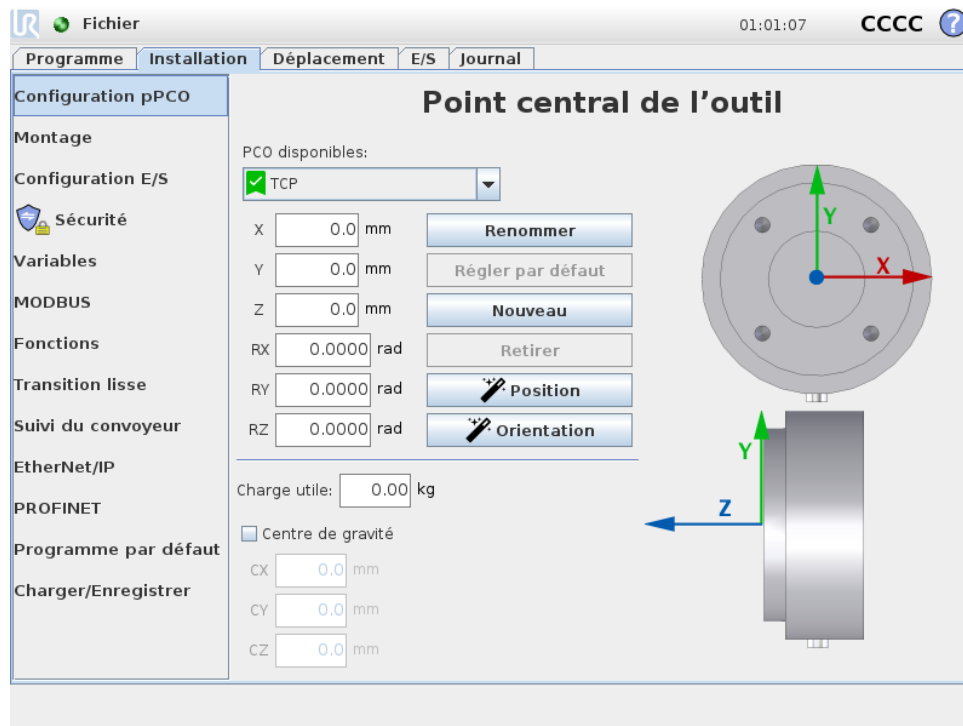 UR Fichier 01:01:07 CCCC ?
Programme Installation Déplacement E/S Journal
Configuration pPCO
Montage
Configuration E/S
Sécurité
Variables
MODBUS
Fonctions
Transition lisse
Suivi du convoyeur
EtherNet/IP
PROFINET
Programme par défaut
Charger/Enregistrer
Point central de l’outil
PCO disponibles:
TCP
X 0.0 mm Renommer
Y 0.0 mm Régler par défaut
Z 0.0 mm Nouveau
RX 0.0000 rad Retirer
RY 0.0000 rad Position
RZ 0.0000 rad Orientation
Charge utile: 0.00 kg
Centre de gravité
CX 0.0 mm
CY 0.0 mm
CZ 0.0 mm
Y
X
Y
Z